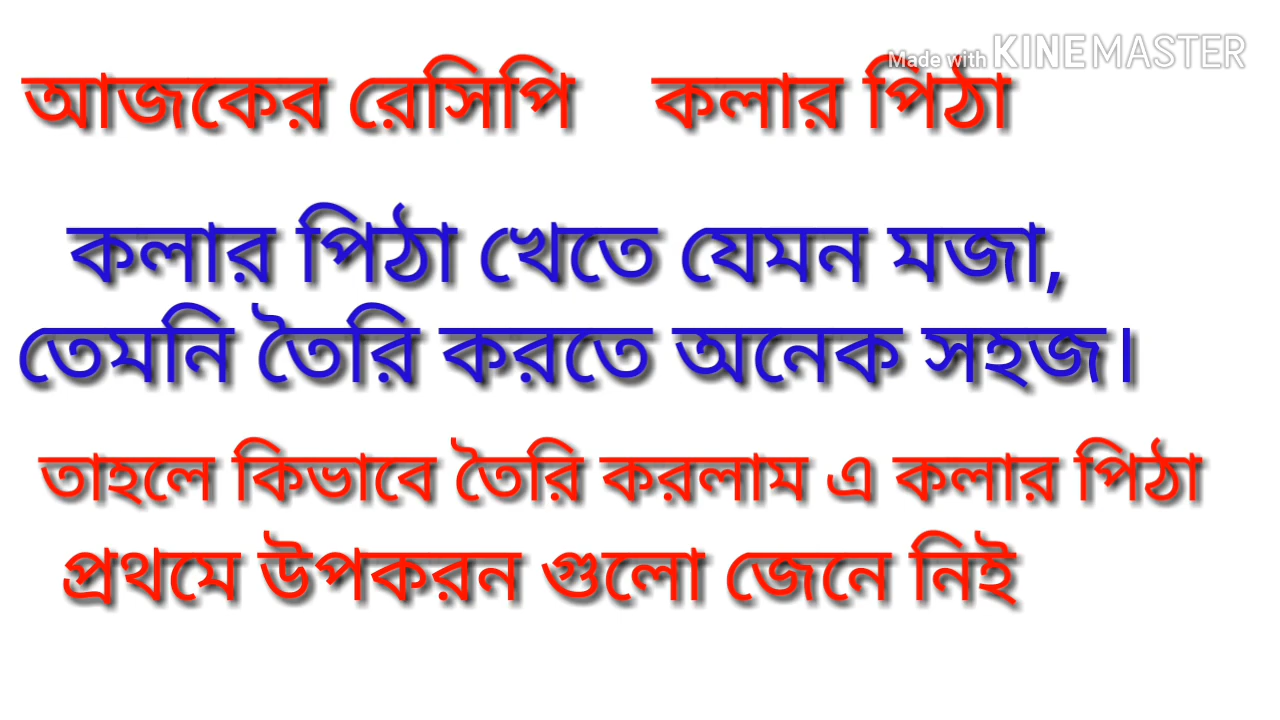 Made with KINEMASTER
আজকের রেসিপি কলার পিঠা
কলার পিঠা খেতে যেমন মজা,
তেমনি তৈরি করতে অনেক সহজ।
তাহলে কিভাবে তৈরি করলাম এ কলার পিঠা
প্রথমে উপকরন গুলো জেনে নিই